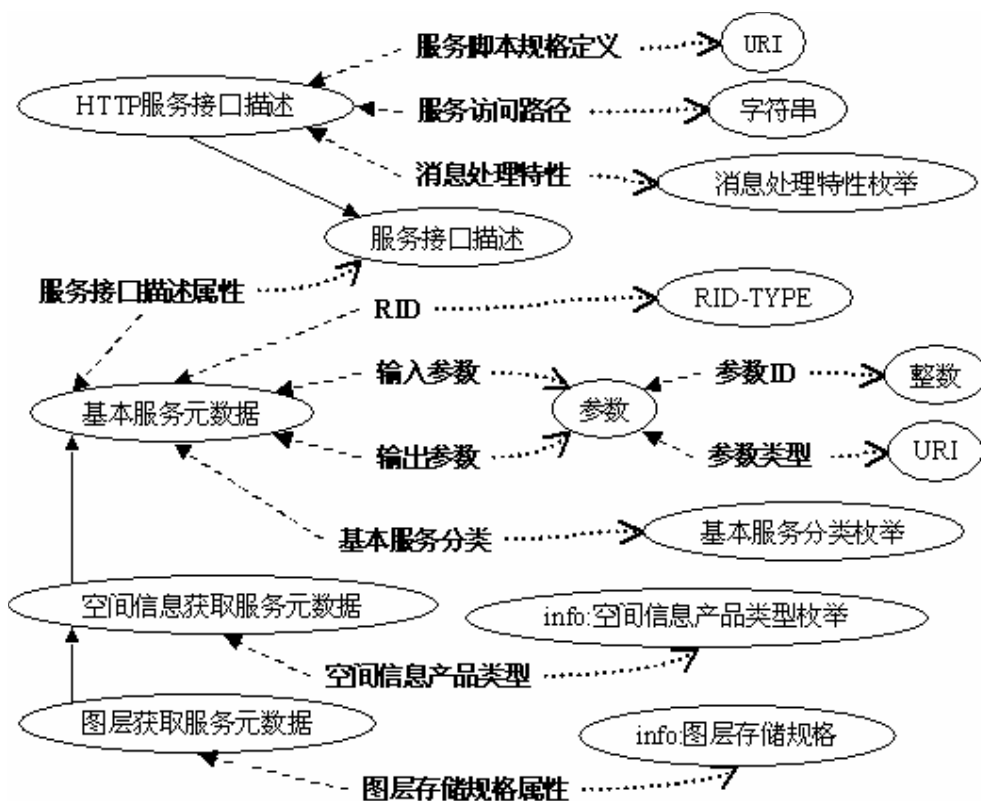 服务脚本规格定义
URI
HTTP服务接口描述
服务访问路径
字符串
消息处理特性
消息处理特性枚举
服务接口描述
服务接口描述属性
RID
RID-TYPE
输入参数
参数ID
整数
基本服务元数据
参数
输出参数
参数类型
URI
基本服务分类
基本服务分类枚举
空间信息获取服务元数据
info:空间信息产品类型枚举
空间信息产品类型
图层获取服务元数据
info:图层存储规格
图层存储规格属性